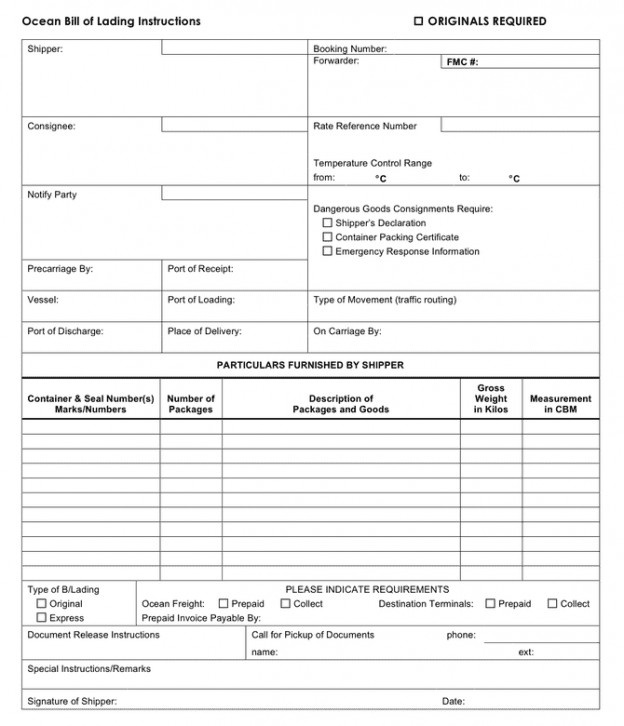 Ocean Bill of Lading Instructions
ORIGINALS REQUIRED
Shipper:
Booking Number:
Forwarder:
FMC #:
Consignee:
Rate Reference Number
Temperature Control Range
from: °C to: °C
Notify Party
Dangerous Goods Consignments Require:
Shipper's Declaration
Container Packing Certificate
Emergency Response Information
Precarriage By:
Port of Receipt:
Vessel:
Port of Loading:
Type of Movement (traffic routing)
Port of Discharge:
Place of Delivery:
On Carriage By:
PARTICULARS FURNISHED BY SHIPPER
Container & Seal Number(s)
Marks/Numbers
Number of
Packages
Description of
Packages and Goods
Gross
Weight
in Kilos
Measurement
in CBM
Type of B/Lading
Original
Express
PLEASE INDICATE REQUIREMENTS
Ocean Freight: Prepaid Collect Destination Terminals: Prepaid Collect
Prepaid Invoice Payable By:
Document Release Instructions
Call for Pickup of Documents phone:
name: ext:
Special Instructions/Remarks
Signature of Shipper: Date: